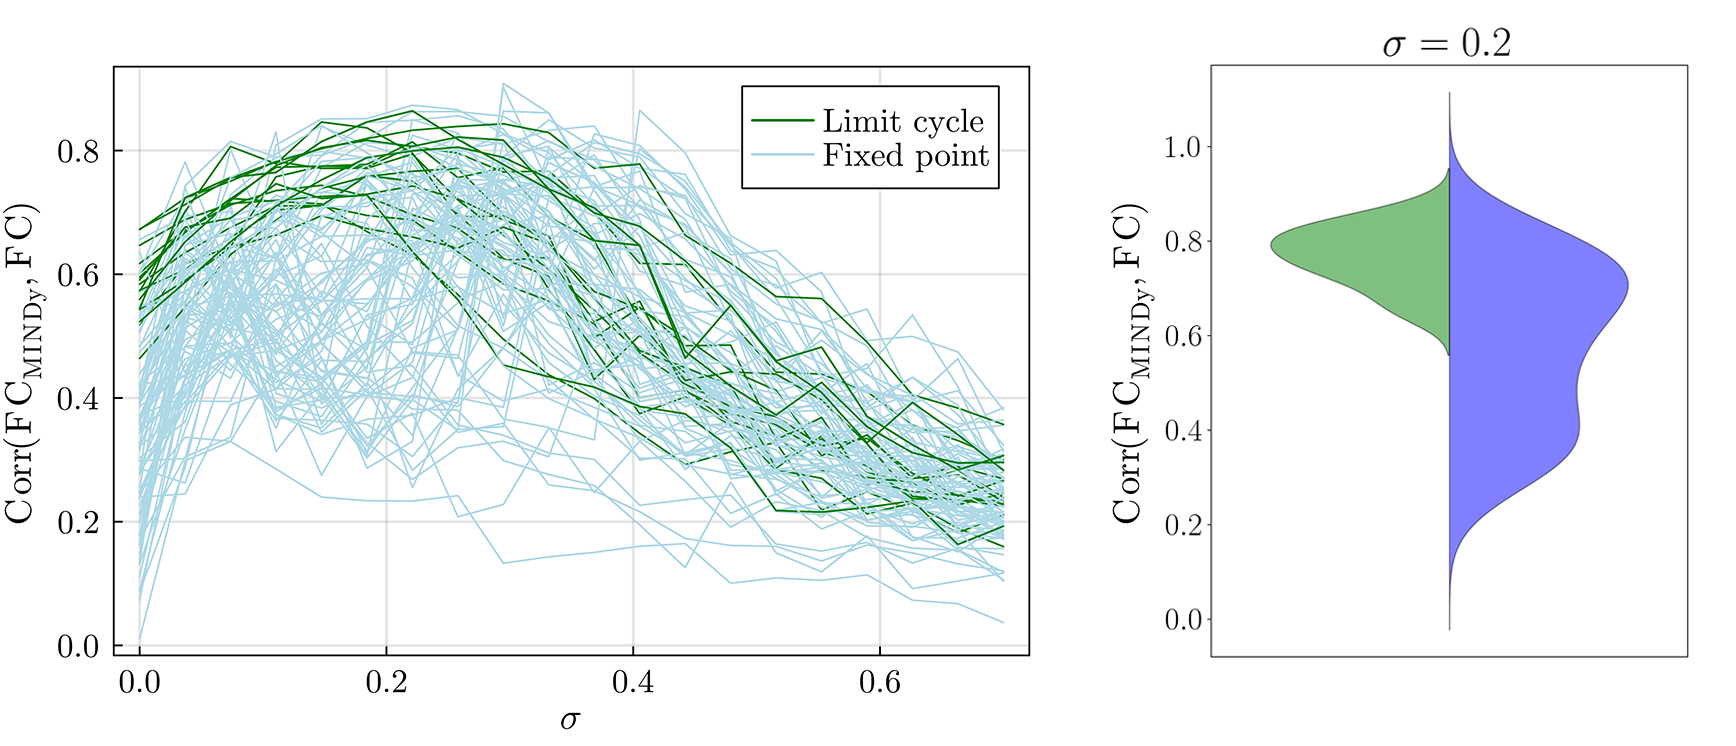 Corr(FC_MINDy, FC)
0.8
0.6
0.4
0.2
0.0
0.0 0.2 0.4 0.6
σ
Limit cycle
Fixed point
σ = 0.2
Corr(FC_MINDy, FC)
1.0
0.8
0.6
0.4
0.2
0.0